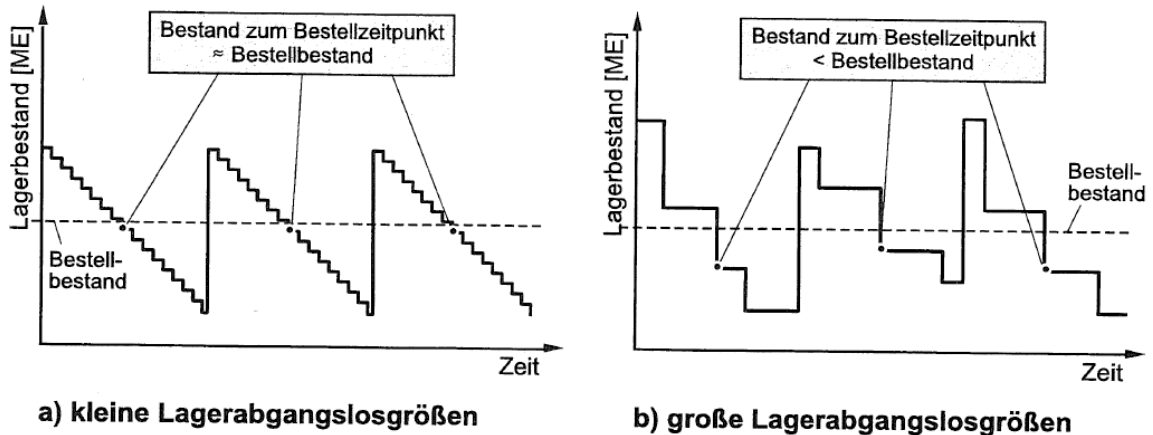 Lagerbestand [ME]
Bestand zum Bestellzeitpunkt
≈ Bestellbestand
Bestell-
bestand
Zeit
a) kleine Lagerabgangslosgrößen
Lagerbestand [ME]
Bestand zum Bestellzeitpunkt
< Bestellbestand
Bestell-
bestand
Zeit
b) große Lagerabgangslosgrößen